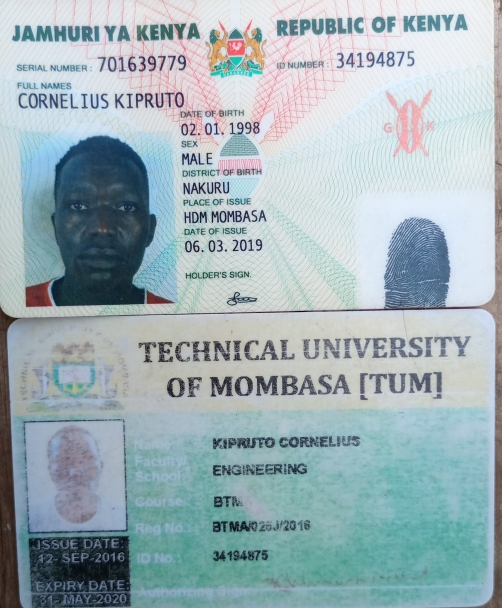 JAMHURI YA KENYA REPUBLIC OF KENYA
SERIAL NUMBER : 701639779 ID NUMBER : 34194875
FULL NAMES
CORNELIUS KIPRUTO
DATE OF BIRTH
02. 01. 1998
SEX
MALE
DISTRICT OF BIRTH
NAKURU
PLACE OF ISSUE
HDM MOMBASA
DATE OF ISSUE
06. 03. 2019
HOLDER'S SIGN.
G K
TECHNICAL UNIVERSITY
OF MOMBASA [TUM]
Name: KIPRUTO CORNELIUS
Faculty/
School: ENGINEERING
Course: BTM
Reg No.: BTMA/026J/2016
ID No.: 34194875
Authorizing Sign:
ISSUE DATE:
12- SEP-2016
EXPIRY DATE:
31- MAY-2020